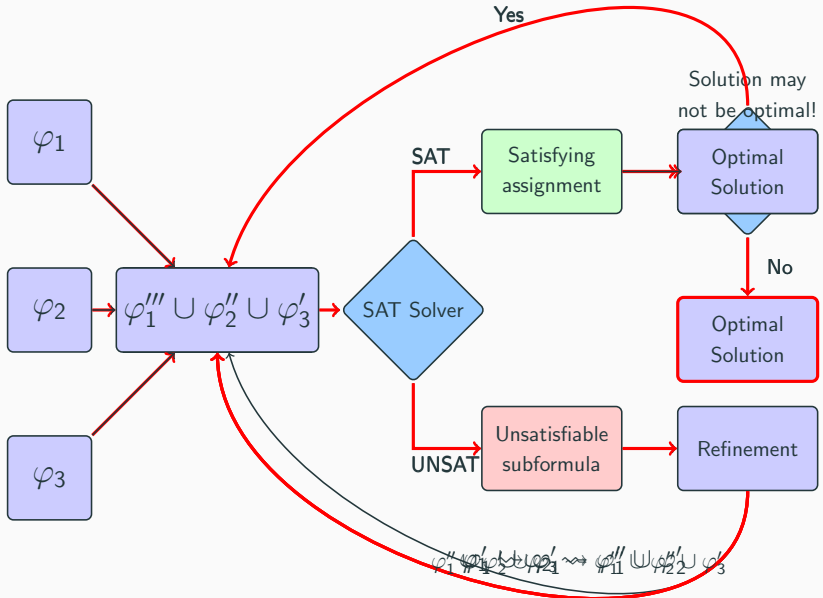 Yes
Solution may
not be optimal!
φ₁
SAT
Satisfying
assignment
Optimal
Solution
No
φ₂
φ₁′′′ ∪ φ₂′′ ∪ φ₃′
SAT Solver
Optimal
Solution
φ₃
UNSAT
Unsatisfiable
subformula
Refinement